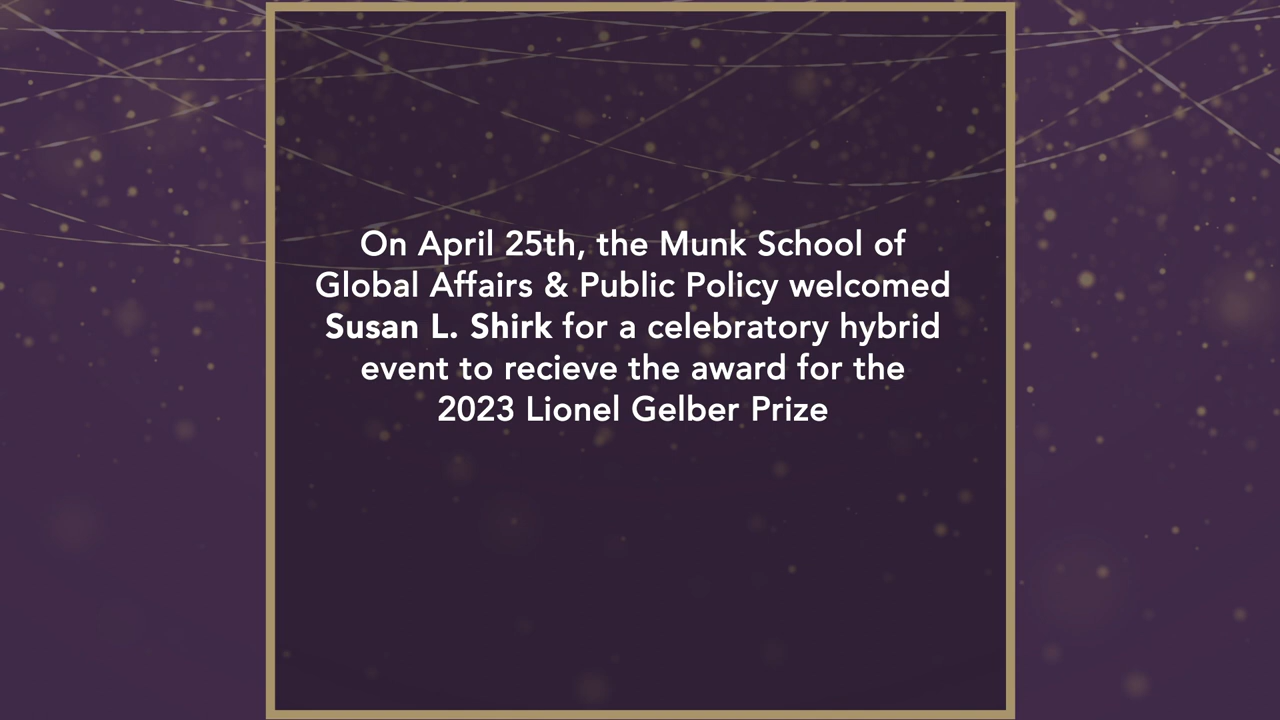 On April 25th, the Munk School of
Global Affairs & Public Policy welcomed
Susan L. Shirk for a celebratory hybrid
event to recieve the award for the
2023 Lionel Gelber Prize